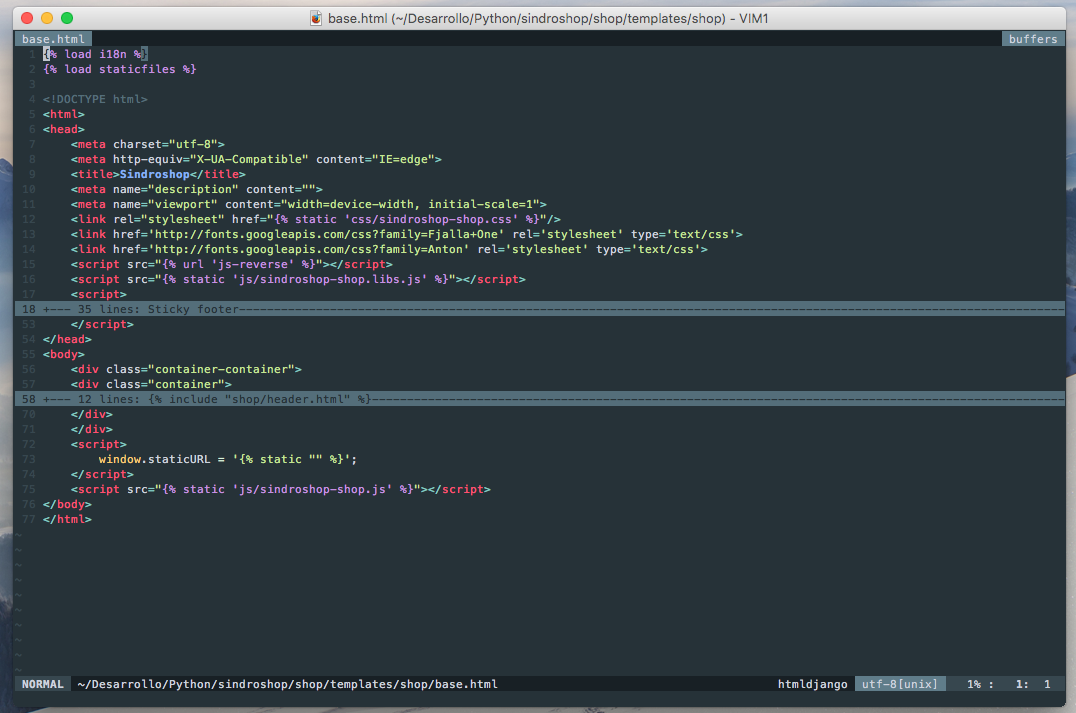 base.html (~/Desarrollo/Python/sindroshop/shop/templates/shop) - VIM1
base.html buffers
1 {% load i18n %}
2 {% load staticfiles %}
3
4 <!DOCTYPE html>
5 <html>
6 <head>
7     <meta charset="utf-8">
8     <meta http-equiv="X-UA-Compatible" content="IE=edge">
9     <title>Sindroshop</title>
10     <meta name="description" content="">
11     <meta name="viewport" content="width=device-width, initial-scale=1">
12     <link rel="stylesheet" href="{% static 'css/sindroshop-shop.css' %}"/>
13     <link href='http://fonts.googleapis.com/css?family=Fjalla+One' rel='stylesheet' type='text/css'>
14     <link href='http://fonts.googleapis.com/css?family=Anton' rel='stylesheet' type='text/css'>
15     <script src="{% url 'js-reverse' %}"></script>
16     <script src="{% static 'js/sindroshop-shop.libs.js' %}"></script>
17     <script>
18 +--- 35 lines: Sticky footer---
53     </script>
54 </head>
55 <body>
56     <div class="container-container">
57     <div class="container">
58 +--- 12 lines: {% include "shop/header.html" %}---
70     </div>
71     </div>
72     <script>
73         window.staticURL = '{% static "" %}';
74     </script>
75     <script src="{% static 'js/sindroshop-shop.js' %}"></script>
76 </body>
77 </html>
~
~
~
~
~
~
~
~
~
~
NORMAL ~/Desarrollo/Python/sindroshop/shop/templates/shop/base.html htmldjango utf-8[unix] 1% : 1: 1